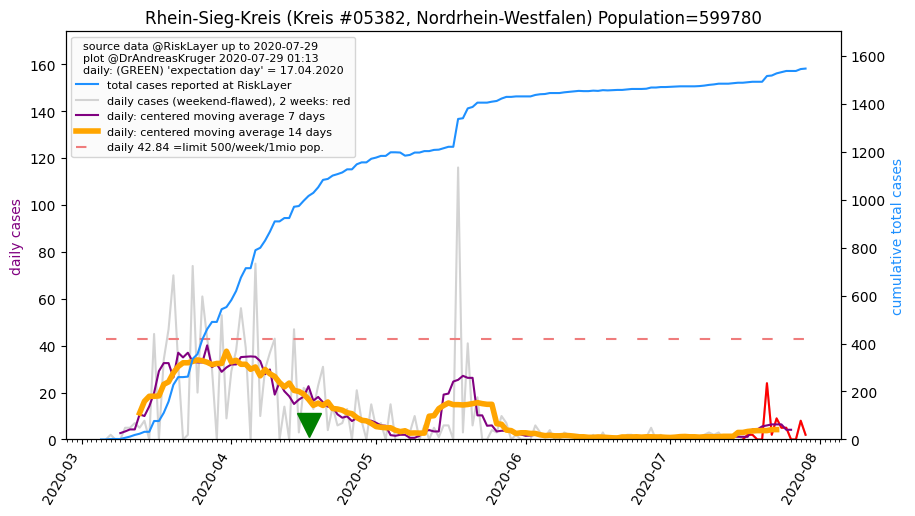 Rhein-Sieg-Kreis (Kreis #05382, Nordrhein-Westfalen) Population=599780
source data @RiskLayer up to 2020-07-29
plot @DrAndreasKruger 2020-07-29 01:13
daily: (GREEN) 'expectation day' = 17.04.2020
total cases reported at RiskLayer
daily cases (weekend-flawed), 2 weeks: red
daily: centered moving average 7 days
daily: centered moving average 14 days
daily 42.84 =limit 500/week/1mio pop.
daily cases
160
140
120
100
80
60
40
20
0
1600
1400
1200
1000
800
600
400
200
0
cumulative total cases
2020-03
2020-04
2020-05
2020-06
2020-07
2020-08